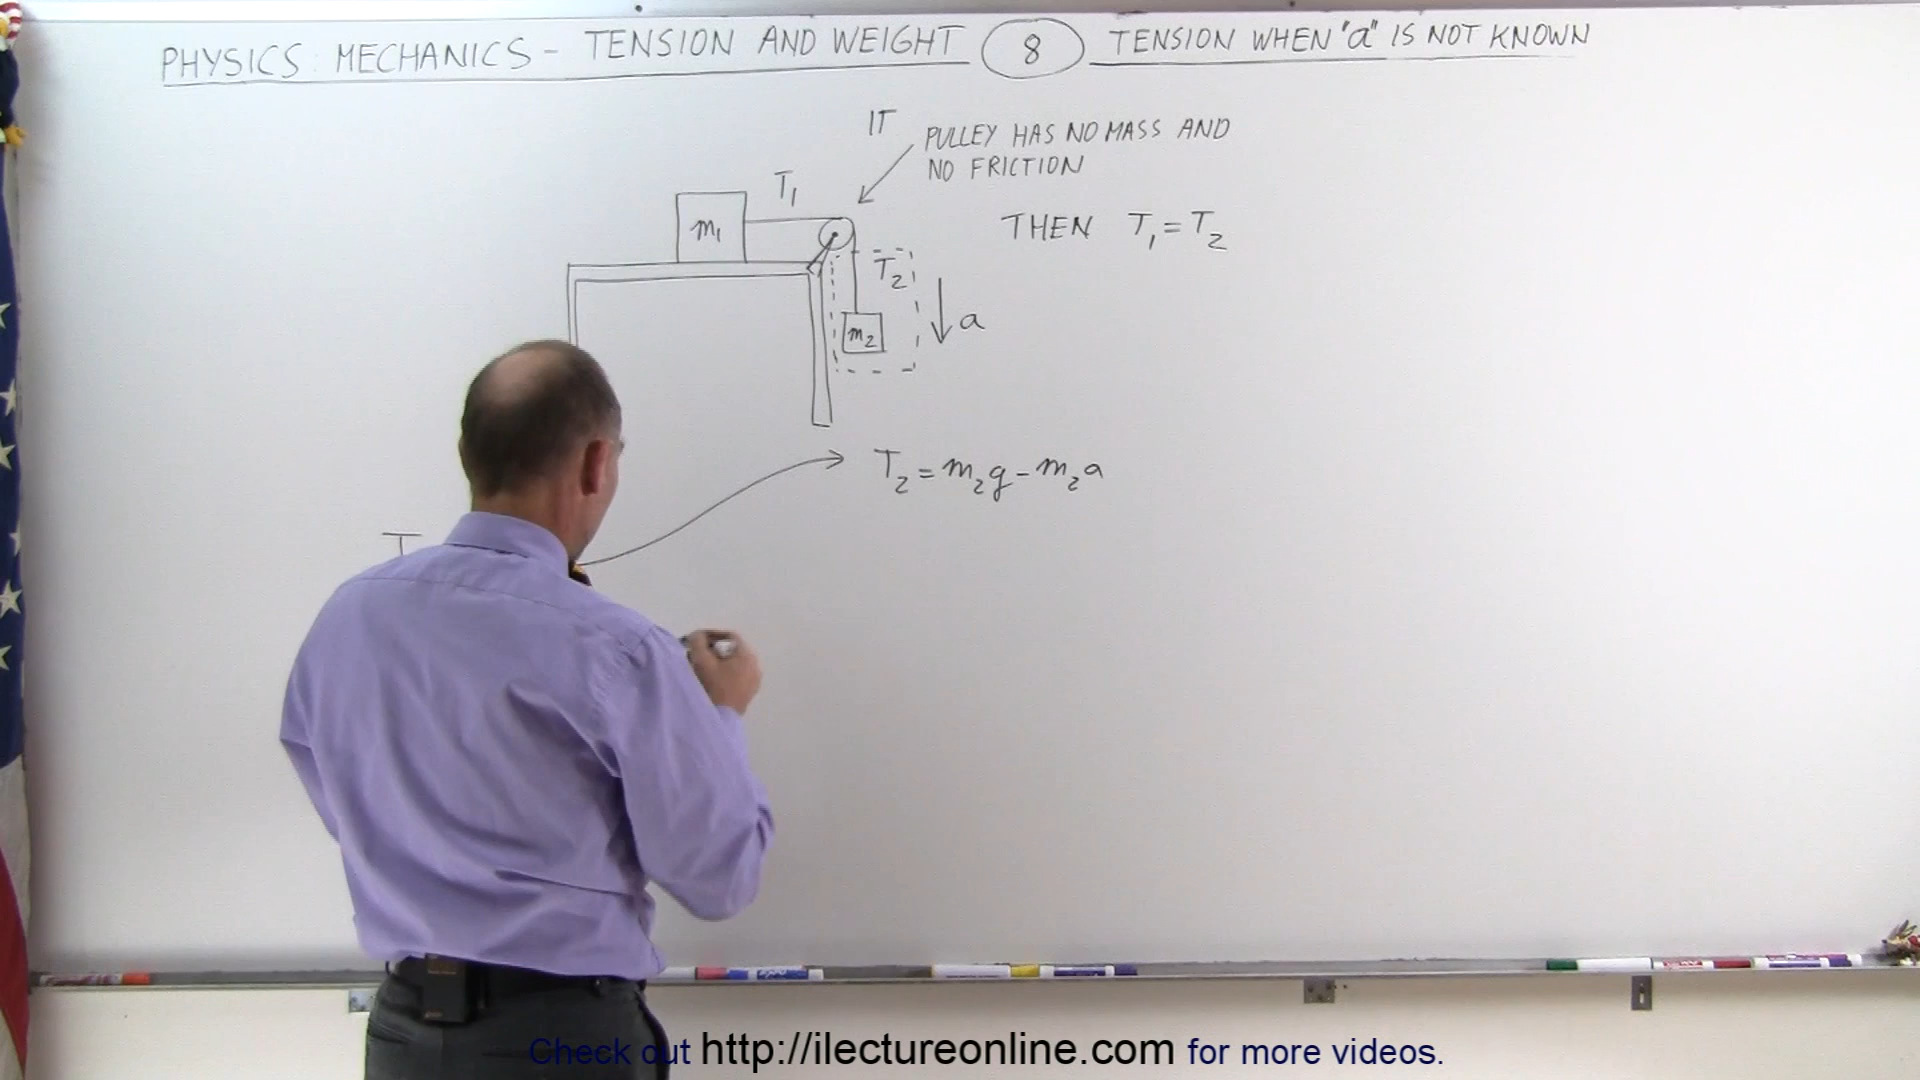 PHYSICS: MECHANICS - TENSION AND WEIGHT 8 TENSION WHEN "a" IS NOT KNOWN
IT
PULLEY HAS NO MASS AND
NO FRICTION
T₁
m₁
THEN T₁ = T₂
T₂
a
m₂
T₂ = m₂g - m₂a
T
Check out http://ilectureonline.com for more videos.